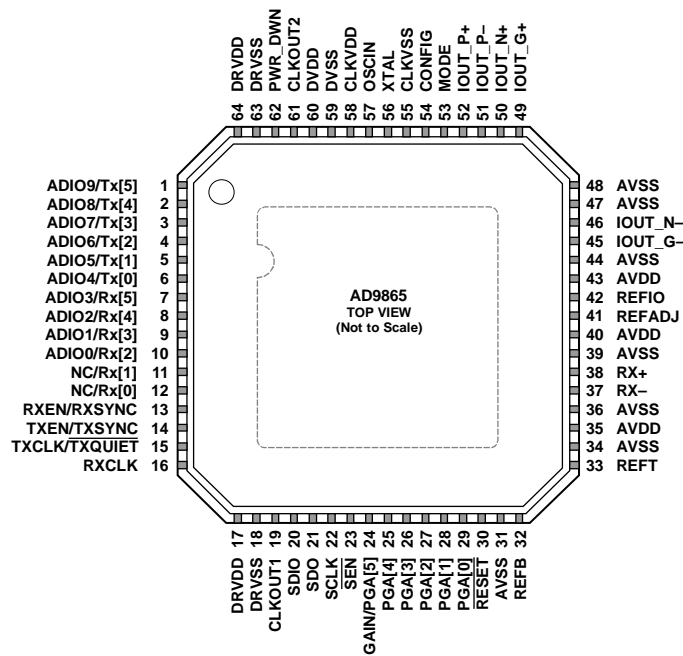 64 DRVDD
63 DRVSS
62 PWR_DWN
61 CLKOUT2
60 DVDD
59 DVSS
58 CLKVDD
57 OSCIN
56 XTAL
55 CLKVSS
54 CONFIG
53 MODE
52 IOUT_P+
51 IOUT_P–
50 IOUT_N+
49 IOUT_G+
ADIO9/Tx[5] 1
ADIO8/Tx[4] 2
ADIO7/Tx[3] 3
ADIO6/Tx[2] 4
ADIO5/Tx[1] 5
ADIO4/Tx[0] 6
ADIO3/Rx[5] 7
ADIO2/Rx[4] 8
ADIO1/Rx[3] 9
ADIO0/Rx[2] 10
NC/Rx[1] 11
NC/Rx[0] 12
RXEN/RXSYNC 13
TXEN/TXSYNC 14
TXCLK/TXQUIET 15
RXCLK 16
AD9865
TOP VIEW
(Not to Scale)
48 AVSS
47 AVSS
46 IOUT_N–
45 IOUT_G–
44 AVSS
43 AVDD
42 REFIO
41 REFADJ
40 AVDD
39 AVSS
38 RX+
37 RX–
36 AVSS
35 AVDD
34 AVSS
33 REFT
DRVDD 17
DRVSS 18
CLKOUT1 19
SDIO 20
SDO 21
SCLK 22
SEN 23
GAIN/PGA[5] 24
PGA[4] 25
PGA[3] 26
PGA[2] 27
PGA[1] 28
PGA[0] 29
RESET 30
AVSS 31
REFB 32